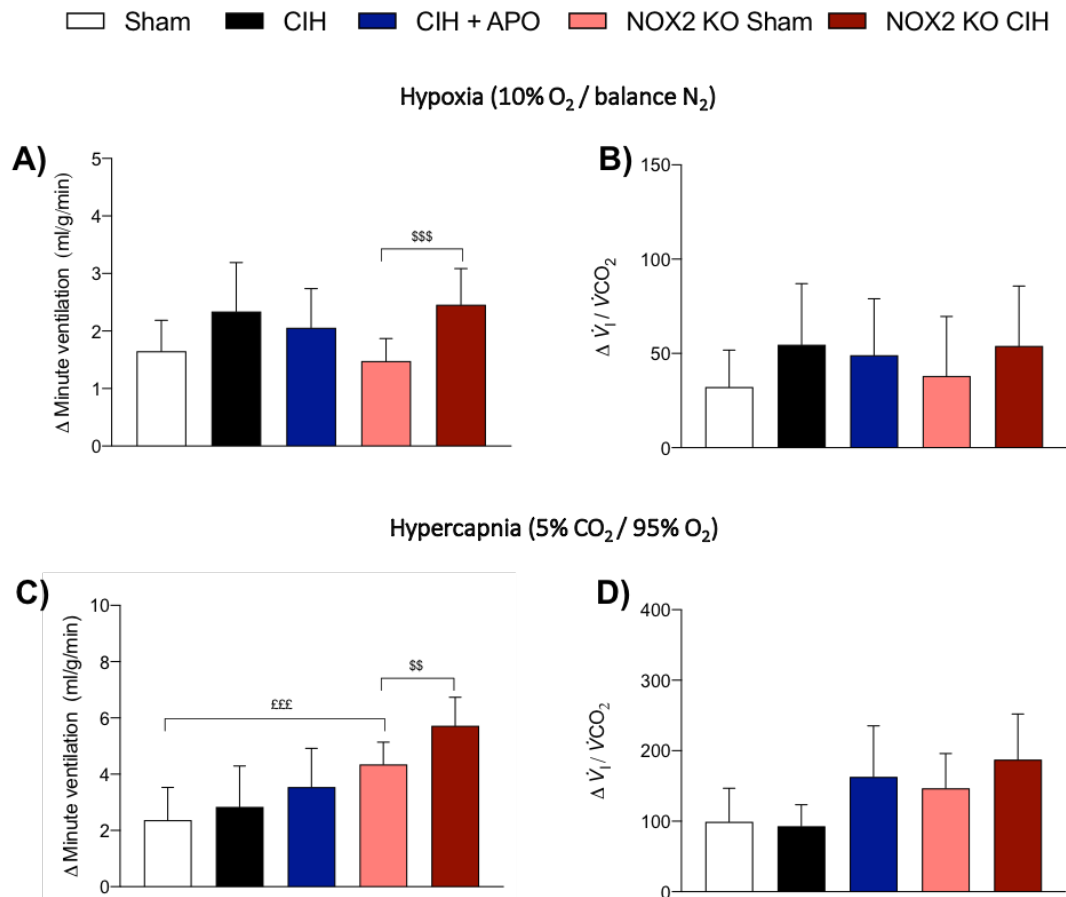 Sham CIH CIH + APO NOX2 KO Sham NOX2 KO CIH
Hypoxia (10% O₂ / balance N₂)
A)
Δ Minute ventilation (ml/g/min)
5
4
3
2
1
0
$$$
B)
Δ V̇I / V̇CO₂
150
100
50
0
Hypercapnia (5% CO₂ / 95% O₂)
C)
Δ Minute ventilation (ml/g/min)
10
8
6
4
2
0
£££
$$
D)
Δ V̇I / V̇CO₂
400
300
200
100
0